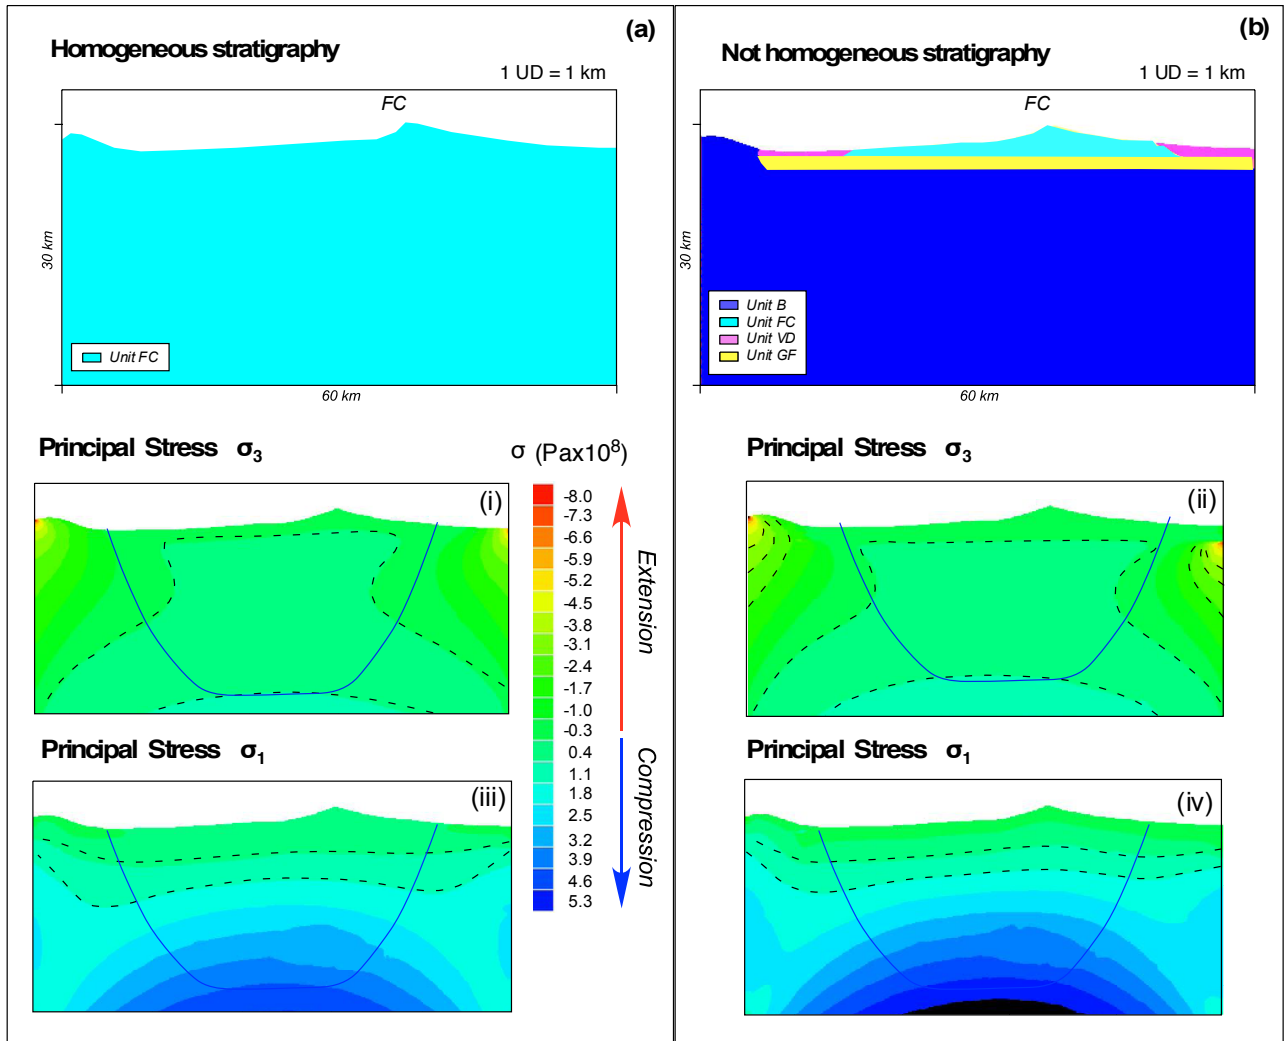 (a)
Homogeneous stratigraphy
1 UD = 1 km
FC
30 km
Unit FC
60 km
(b)
Not homogeneous stratigraphy
1 UD = 1 km
FC
30 km
Unit B
Unit FC
Unit VD
Unit GF
60 km
Principal Stress σ3
(i)
σ (Pax10^8)
-8.0
-7.3
-6.6
-5.9
-5.2
-4.5
-3.8
-3.1
-2.4
-1.7
-1.0
-0.3
0.4
1.1
1.8
2.5
3.2
3.9
4.6
5.3
Extension
Compression
Principal Stress σ3
(ii)
Principal Stress σ1
(iii)
Principal Stress σ1
(iv)